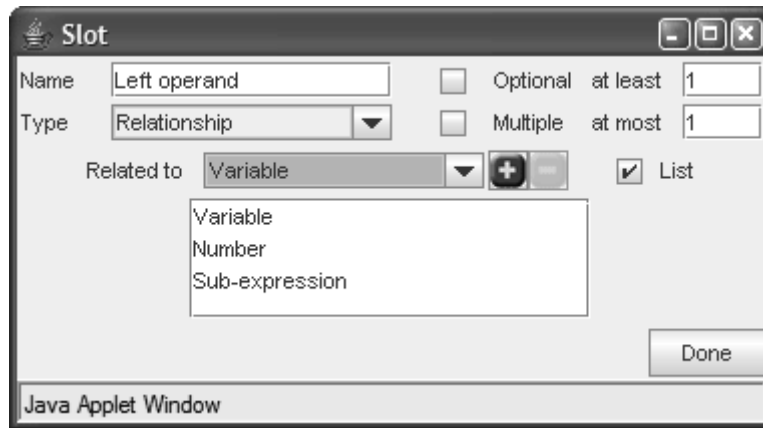 Slot
Name Left operand Optional at least 1
Type Relationship Multiple at most 1
Related to Variable List
Variable
Number
Sub-expression
Done
Java Applet Window